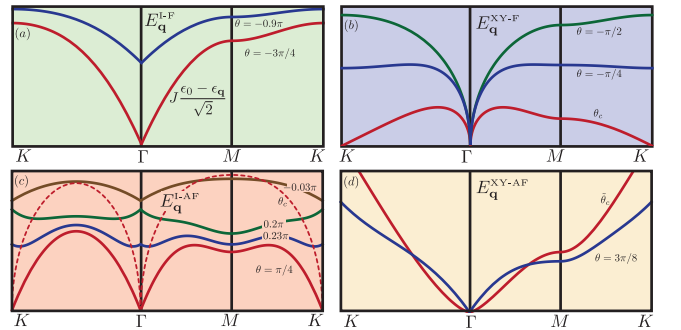 (a)
E_q^{I-F}
θ = −0.9π
θ = −3π/4
J (ϵ_0 − ϵ_q)/√2
K Γ M K
(b)
E_q^{XY-F}
θ = −π/2
θ = −π/4
θ_c
K Γ M K
(c)
E_q^{I-AF}
−0.03π
θ_c
0.2π
0.23π
θ = π/4
K Γ M K
(d)
E_q^{XY-AF}
θ̃_c
θ = 3π/8
K Γ M K